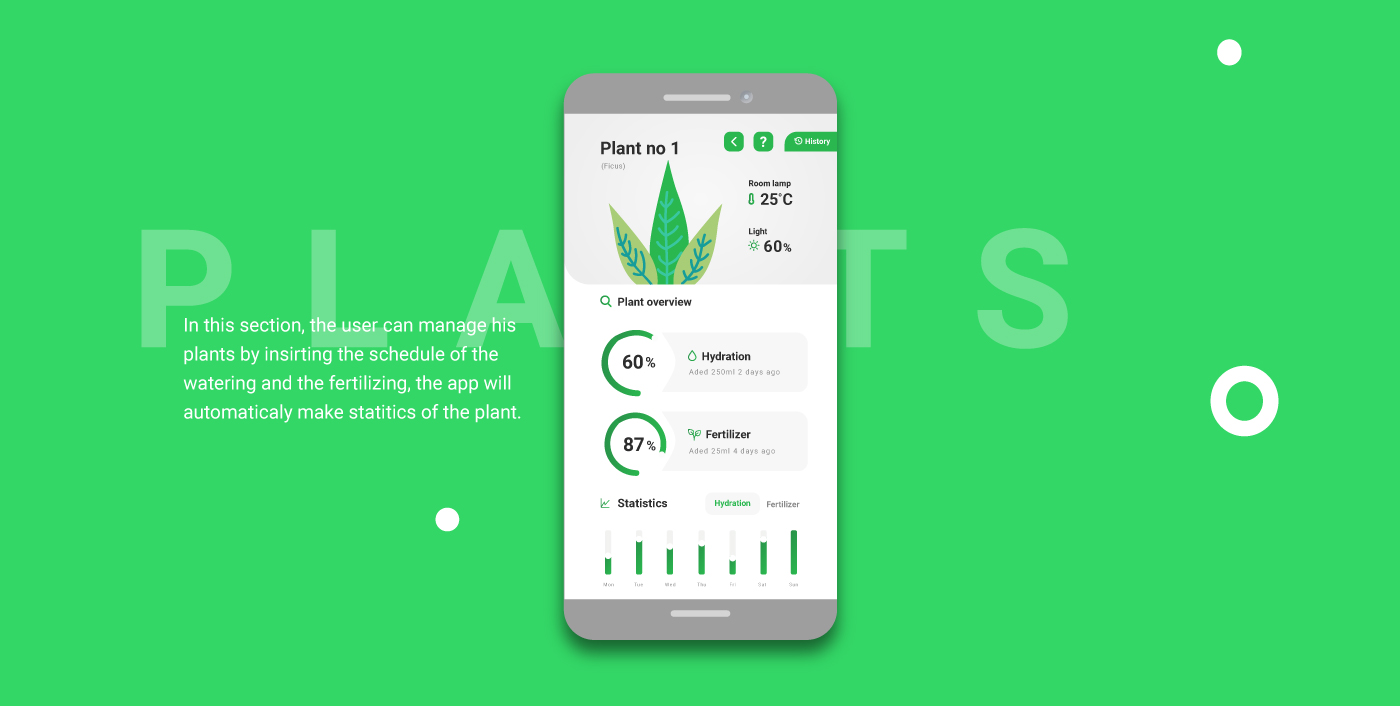 PLANTS
In this section, the user can manage his
plants by insirting the schedule of the
watering and the fertilizing, the app will
automaticaly make statitics of the plant.
Plant no 1
(Ficus)
?
History
Room lamp
25°C
Light
60%
Plant overview
60%
Hydration
Aded 250ml 2 days ago
87%
Fertilizer
Aded 25ml 4 days ago
Statistics
Hydration
Fertilizer
Mon Tue Wed Thu Fri Sat Sun